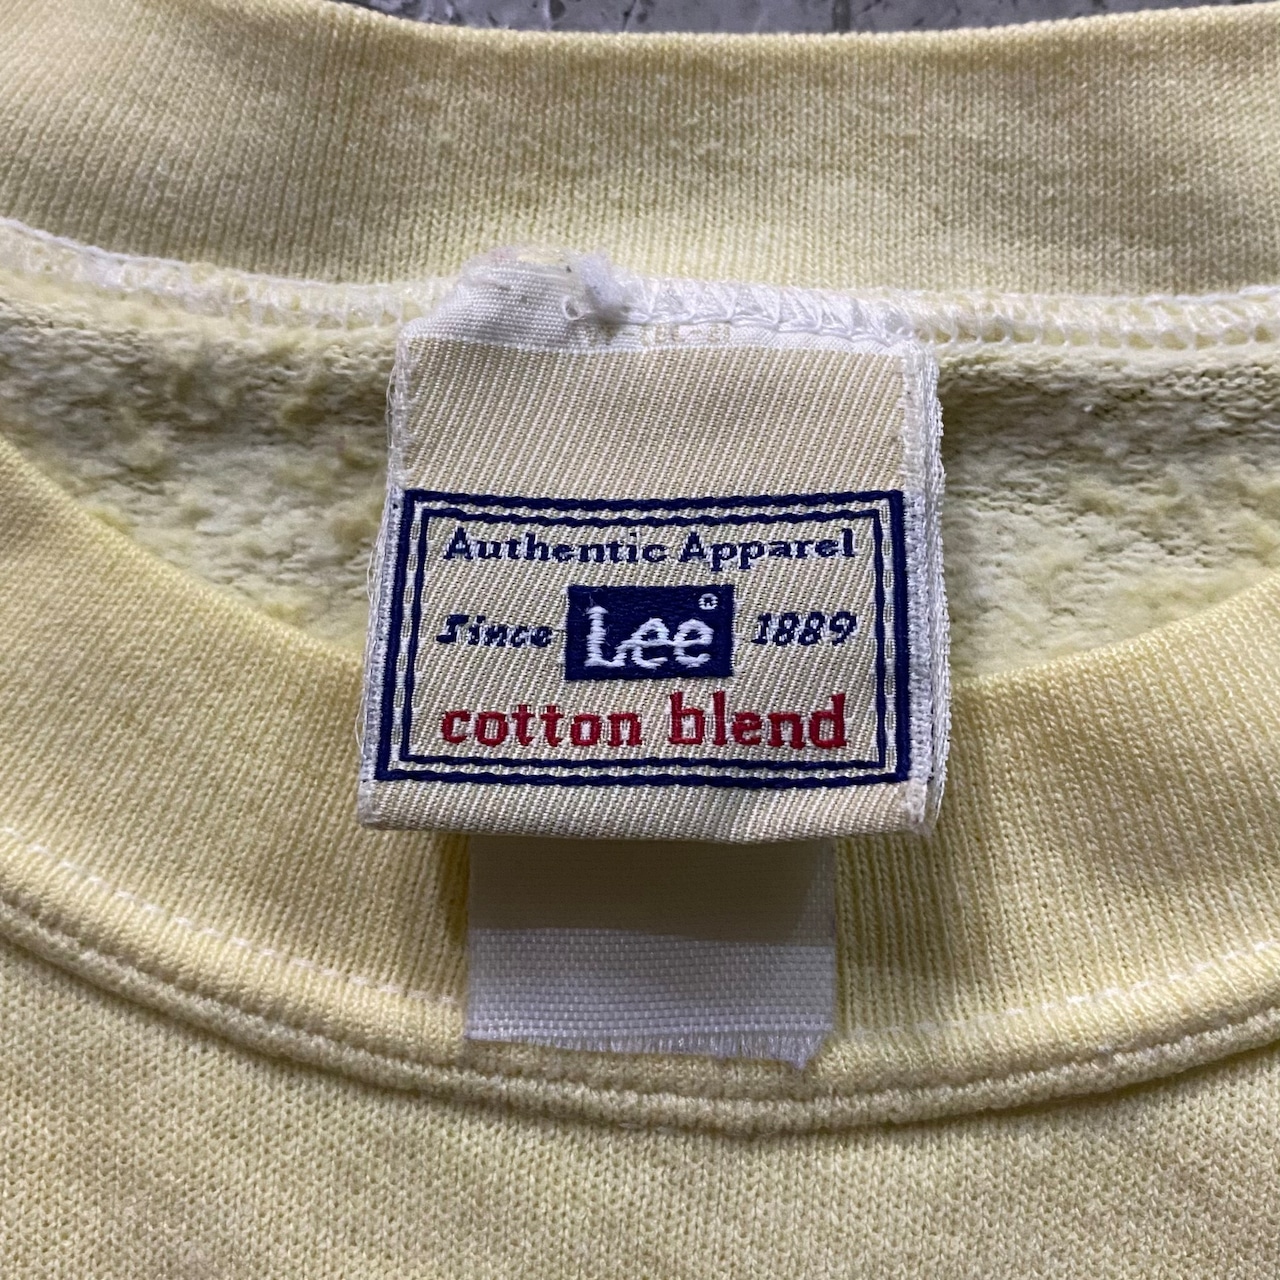 Authentic Apparel
Since Lee® 1889
cotton blend